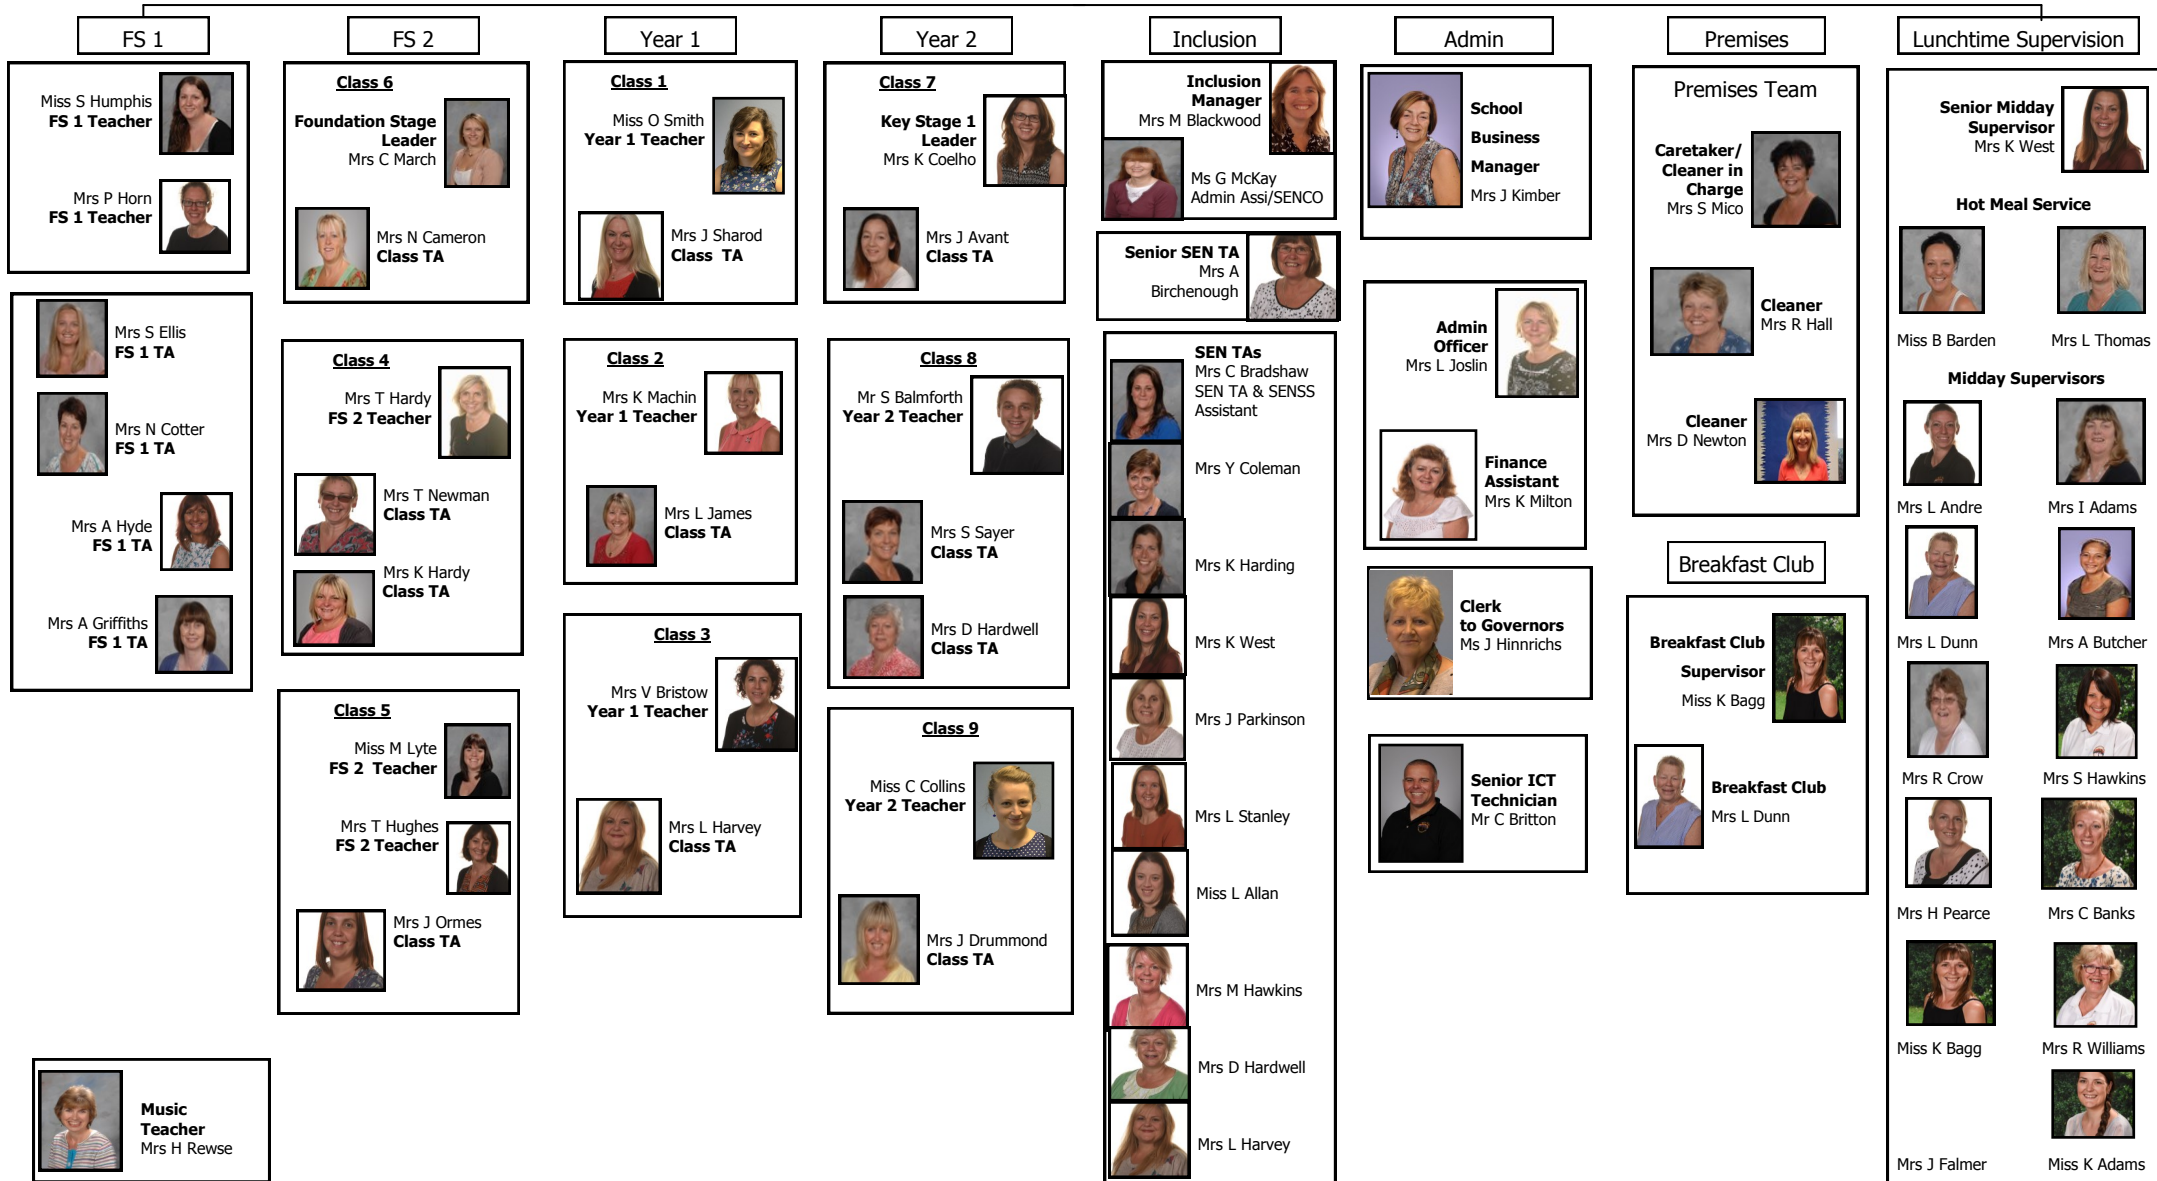 FS 1
FS 2
Year 1
Year 2
Inclusion
Admin
Premises
Lunchtime Supervision
Miss S Humphis
FS 1 Teacher
Mrs P Horn
FS 1 Teacher
Mrs S Ellis
FS 1 TA
Mrs N Cotter
FS 1 TA
Mrs A Hyde
FS 1 TA
Mrs A Griffiths
FS 1 TA
Music
Teacher
Mrs H Rewse
Class 6
Foundation Stage
Leader
Mrs C March
Mrs N Cameron
Class TA
Class 4
Mrs T Hardy
FS 2 Teacher
Mrs T Newman
Class TA
Mrs K Hardy
Class TA
Class 5
Miss M Lyte
FS 2 Teacher
Mrs T Hughes
FS 2 Teacher
Mrs J Ormes
Class TA
Class 1
Miss O Smith
Year 1 Teacher
Mrs J Sharod
Class TA
Class 2
Mrs K Machin
Year 1 Teacher
Mrs L James
Class TA
Class 3
Mrs V Bristow
Year 1 Teacher
Mrs L Harvey
Class TA
Class 7
Key Stage 1
Leader
Mrs K Coelho
Mrs J Avant
Class TA
Class 8
Mr S Balmforth
Year 2 Teacher
Mrs S Sayer
Class TA
Mrs D Hardwell
Class TA
Class 9
Miss C Collins
Year 2 Teacher
Mrs J Drummond
Class TA
Inclusion
Manager
Mrs M Blackwood
Ms G McKay
Admin Assi/SENCO
Senior SEN TA
Mrs A
Birchenough
SEN TAs
Mrs C Bradshaw
SEN TA & SENSS
Assistant
Mrs Y Coleman
Mrs K Harding
Mrs K West
Mrs J Parkinson
Mrs L Stanley
Miss L Allan
Mrs M Hawkins
Mrs D Hardwell
Mrs L Harvey
School
Business
Manager
Mrs J Kimber
Admin
Officer
Mrs L Joslin
Finance
Assistant
Mrs K Milton
Clerk
to Governors
Ms J Hinnrichs
Senior ICT
Technician
Mr C Britton
Premises Team
Caretaker/
Cleaner in
Charge
Mrs S Mico
Cleaner
Mrs R Hall
Cleaner
Mrs D Newton
Breakfast Club
Breakfast Club
Supervisor
Miss K Bagg
Breakfast Club
Mrs L Dunn
Senior Midday
Supervisor
Mrs K West
Hot Meal Service
Miss B Barden
Mrs L Thomas
Midday Supervisors
Mrs L Andre
Mrs I Adams
Mrs L Dunn
Mrs A Butcher
Mrs R Crow
Mrs S Hawkins
Mrs H Pearce
Mrs C Banks
Miss K Bagg
Mrs R Williams
Mrs J Falmer
Miss K Adams